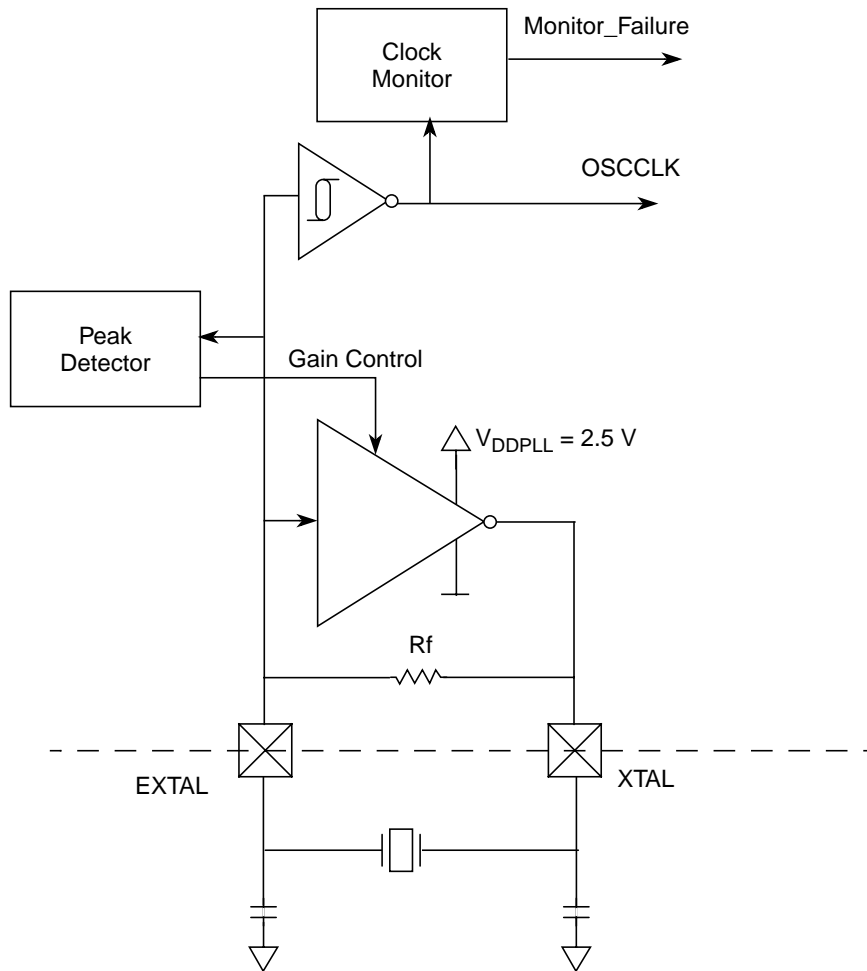 Monitor_Failure
Clock
Monitor
OSCCLK
Peak
Detector
Gain Control
VDDPLL = 2.5 V
Rf
EXTAL
XTAL